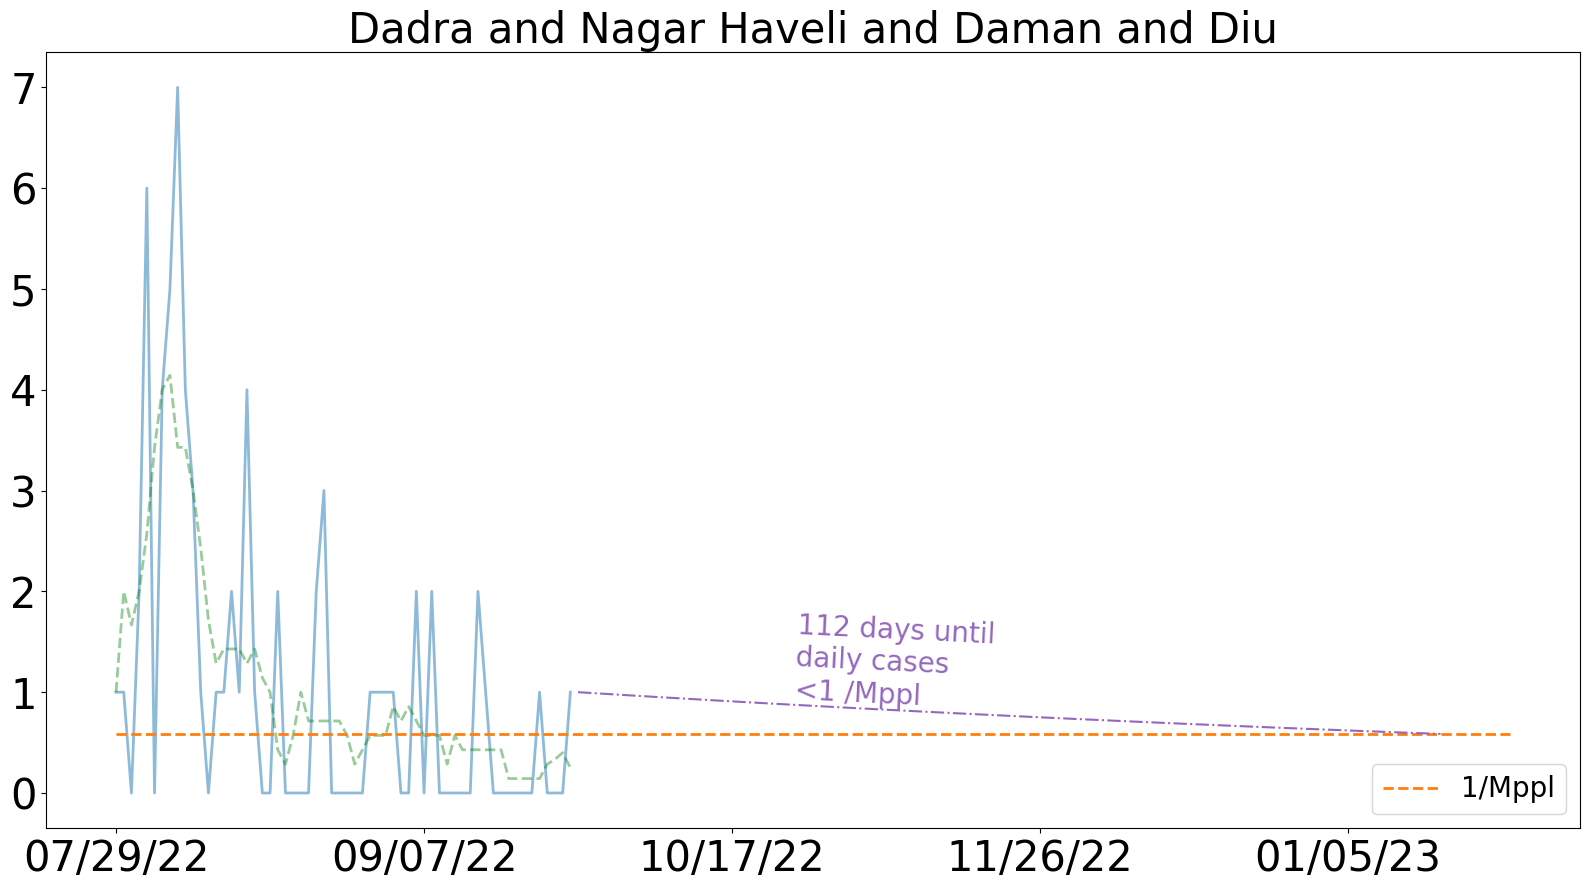 Dadra and Nagar Haveli and Daman and Diu
7
6
5
4
3
2
1
0
112 days until
daily cases
<1 /Mppl
1/Mppl
07/29/22
09/07/22
10/17/22
11/26/22
01/05/23